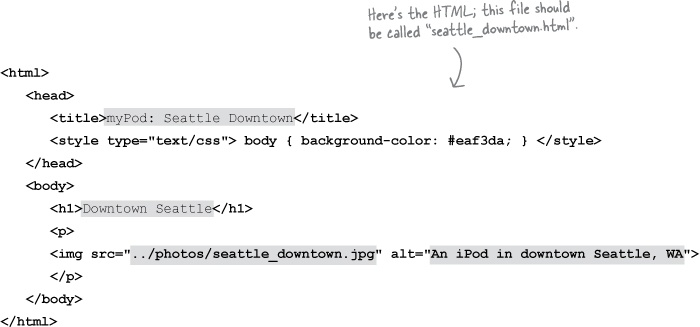 Here's the HTML; this file should
be called "seattle_downtown.html".
<html>
<head>
<title>myPod: Seattle Downtown</title>
<style type="text/css"> body { background-color: #eaf3da; } </style>
</head>
<body>
<h1>Downtown Seattle</h1>
<p>
<img src="../photos/seattle_downtown.jpg" alt="An iPod in downtown Seattle, WA">
</p>
</body>
</html>